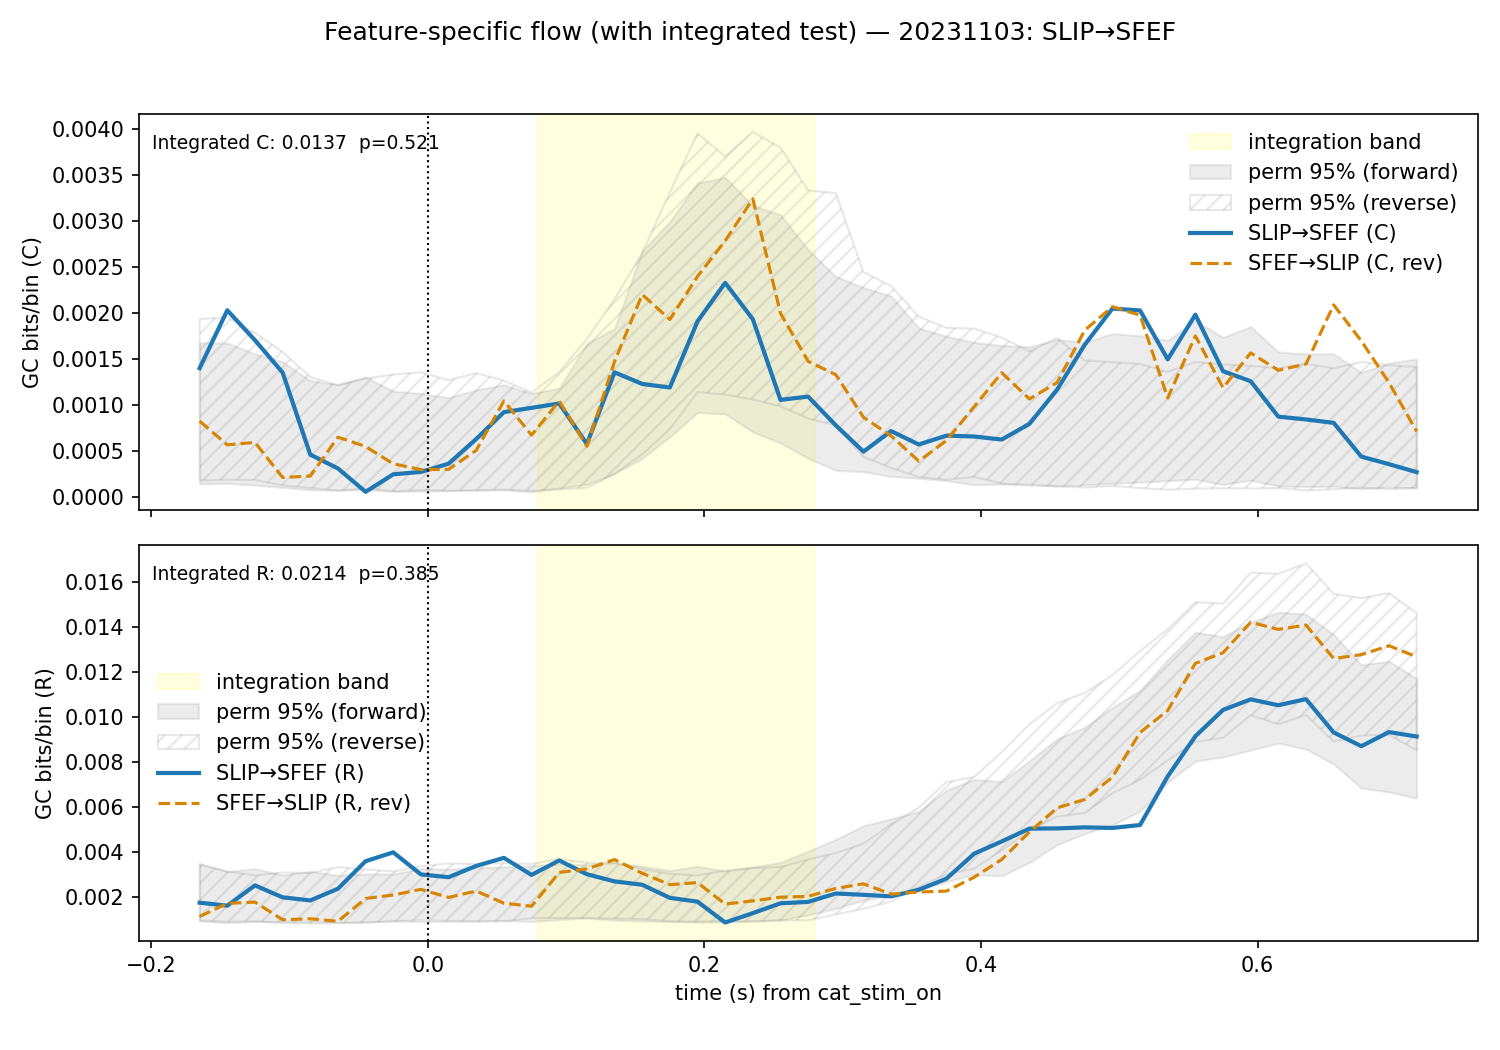 Feature-specific flow (with integrated test) — 20231103: SLIP→SFEF
Integrated C: 0.0137  p=0.521
integration band
perm 95% (forward)
perm 95% (reverse)
SLIP→SFEF (C)
SFEF→SLIP (C, rev)
GC bits/bin (C)
0.0040
0.0035
0.0030
0.0025
0.0020
0.0015
0.0010
0.0005
0.0000
Integrated R: 0.0214  p=0.385
integration band
perm 95% (forward)
perm 95% (reverse)
SLIP→SFEF (R)
SFEF→SLIP (R, rev)
GC bits/bin (R)
0.016
0.014
0.012
0.010
0.008
0.006
0.004
0.002
−0.2 0.0 0.2 0.4 0.6
time (s) from cat_stim_on